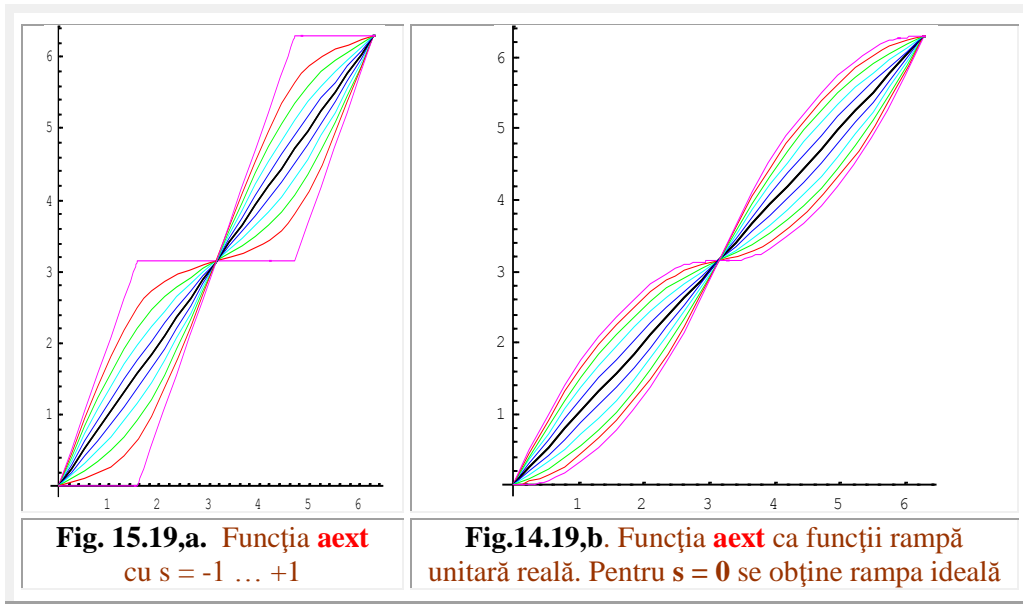 6
5
4
3
2
1
1 2 3 4 5 6
6
5
4
3
2
1
1 2 3 4 5 6
Fig. 15.19,a. Funcţia aext
cu s = -1 … +1
Fig.14.19,b. Funcţia aext ca funcţii rampă
unitară reală. Pentru s = 0 se obţine rampa ideală